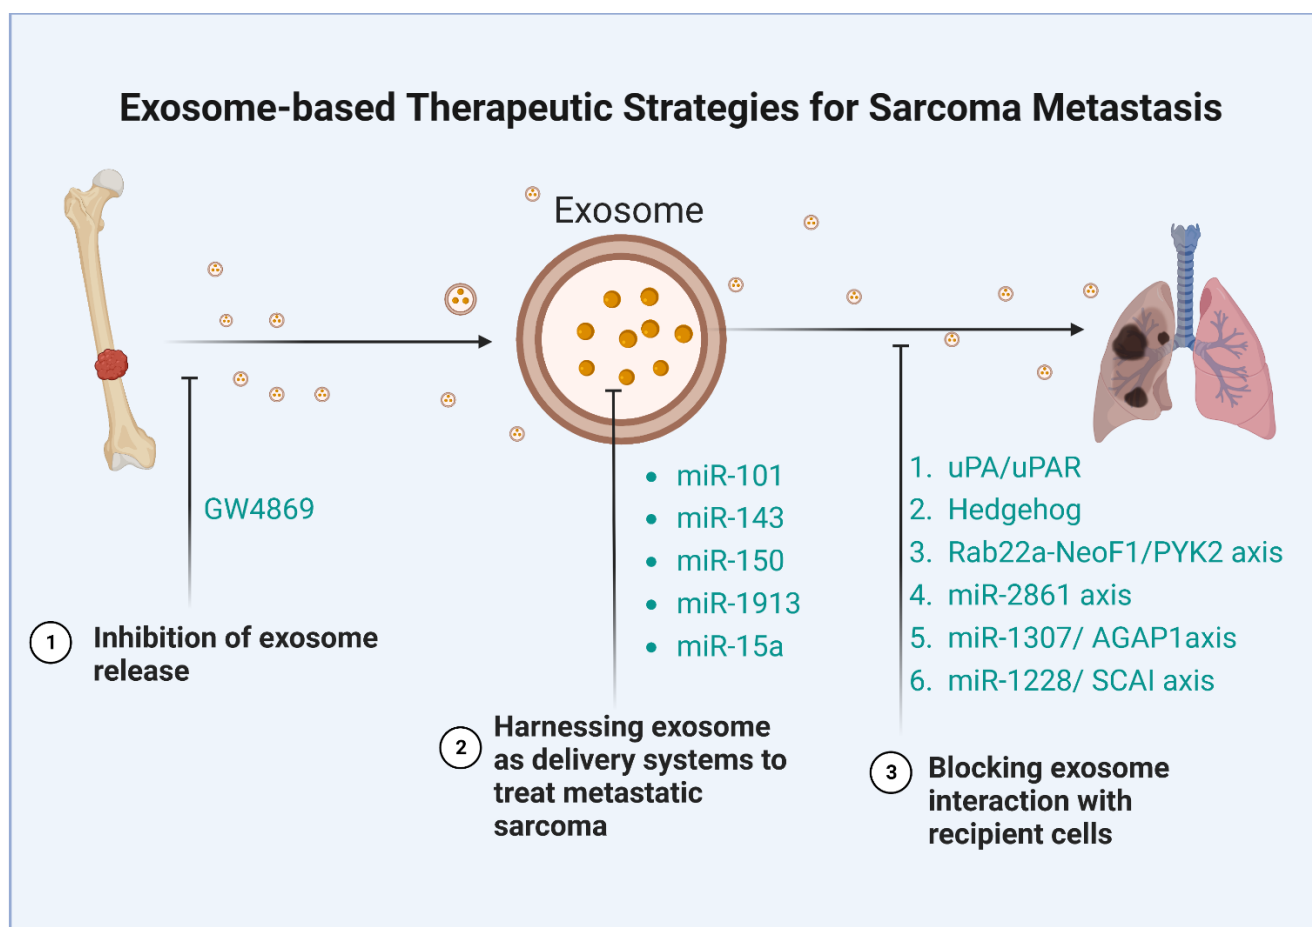 Exosome-based Therapeutic Strategies for Sarcoma Metastasis
Exosome
GW4869
1 Inhibition of exosome
release
• miR-101
• miR-143
• miR-150
• miR-1913
• miR-15a
2 Harnessing exosome
as delivery systems to
treat metastatic
sarcoma
1. uPA/uPAR
2. Hedgehog
3. Rab22a-NeoF1/PYK2 axis
4. miR-2861 axis
5. miR-1307/ AGAP1axis
6. miR-1228/ SCAI axis
3 Blocking exosome
interaction with
recipient cells